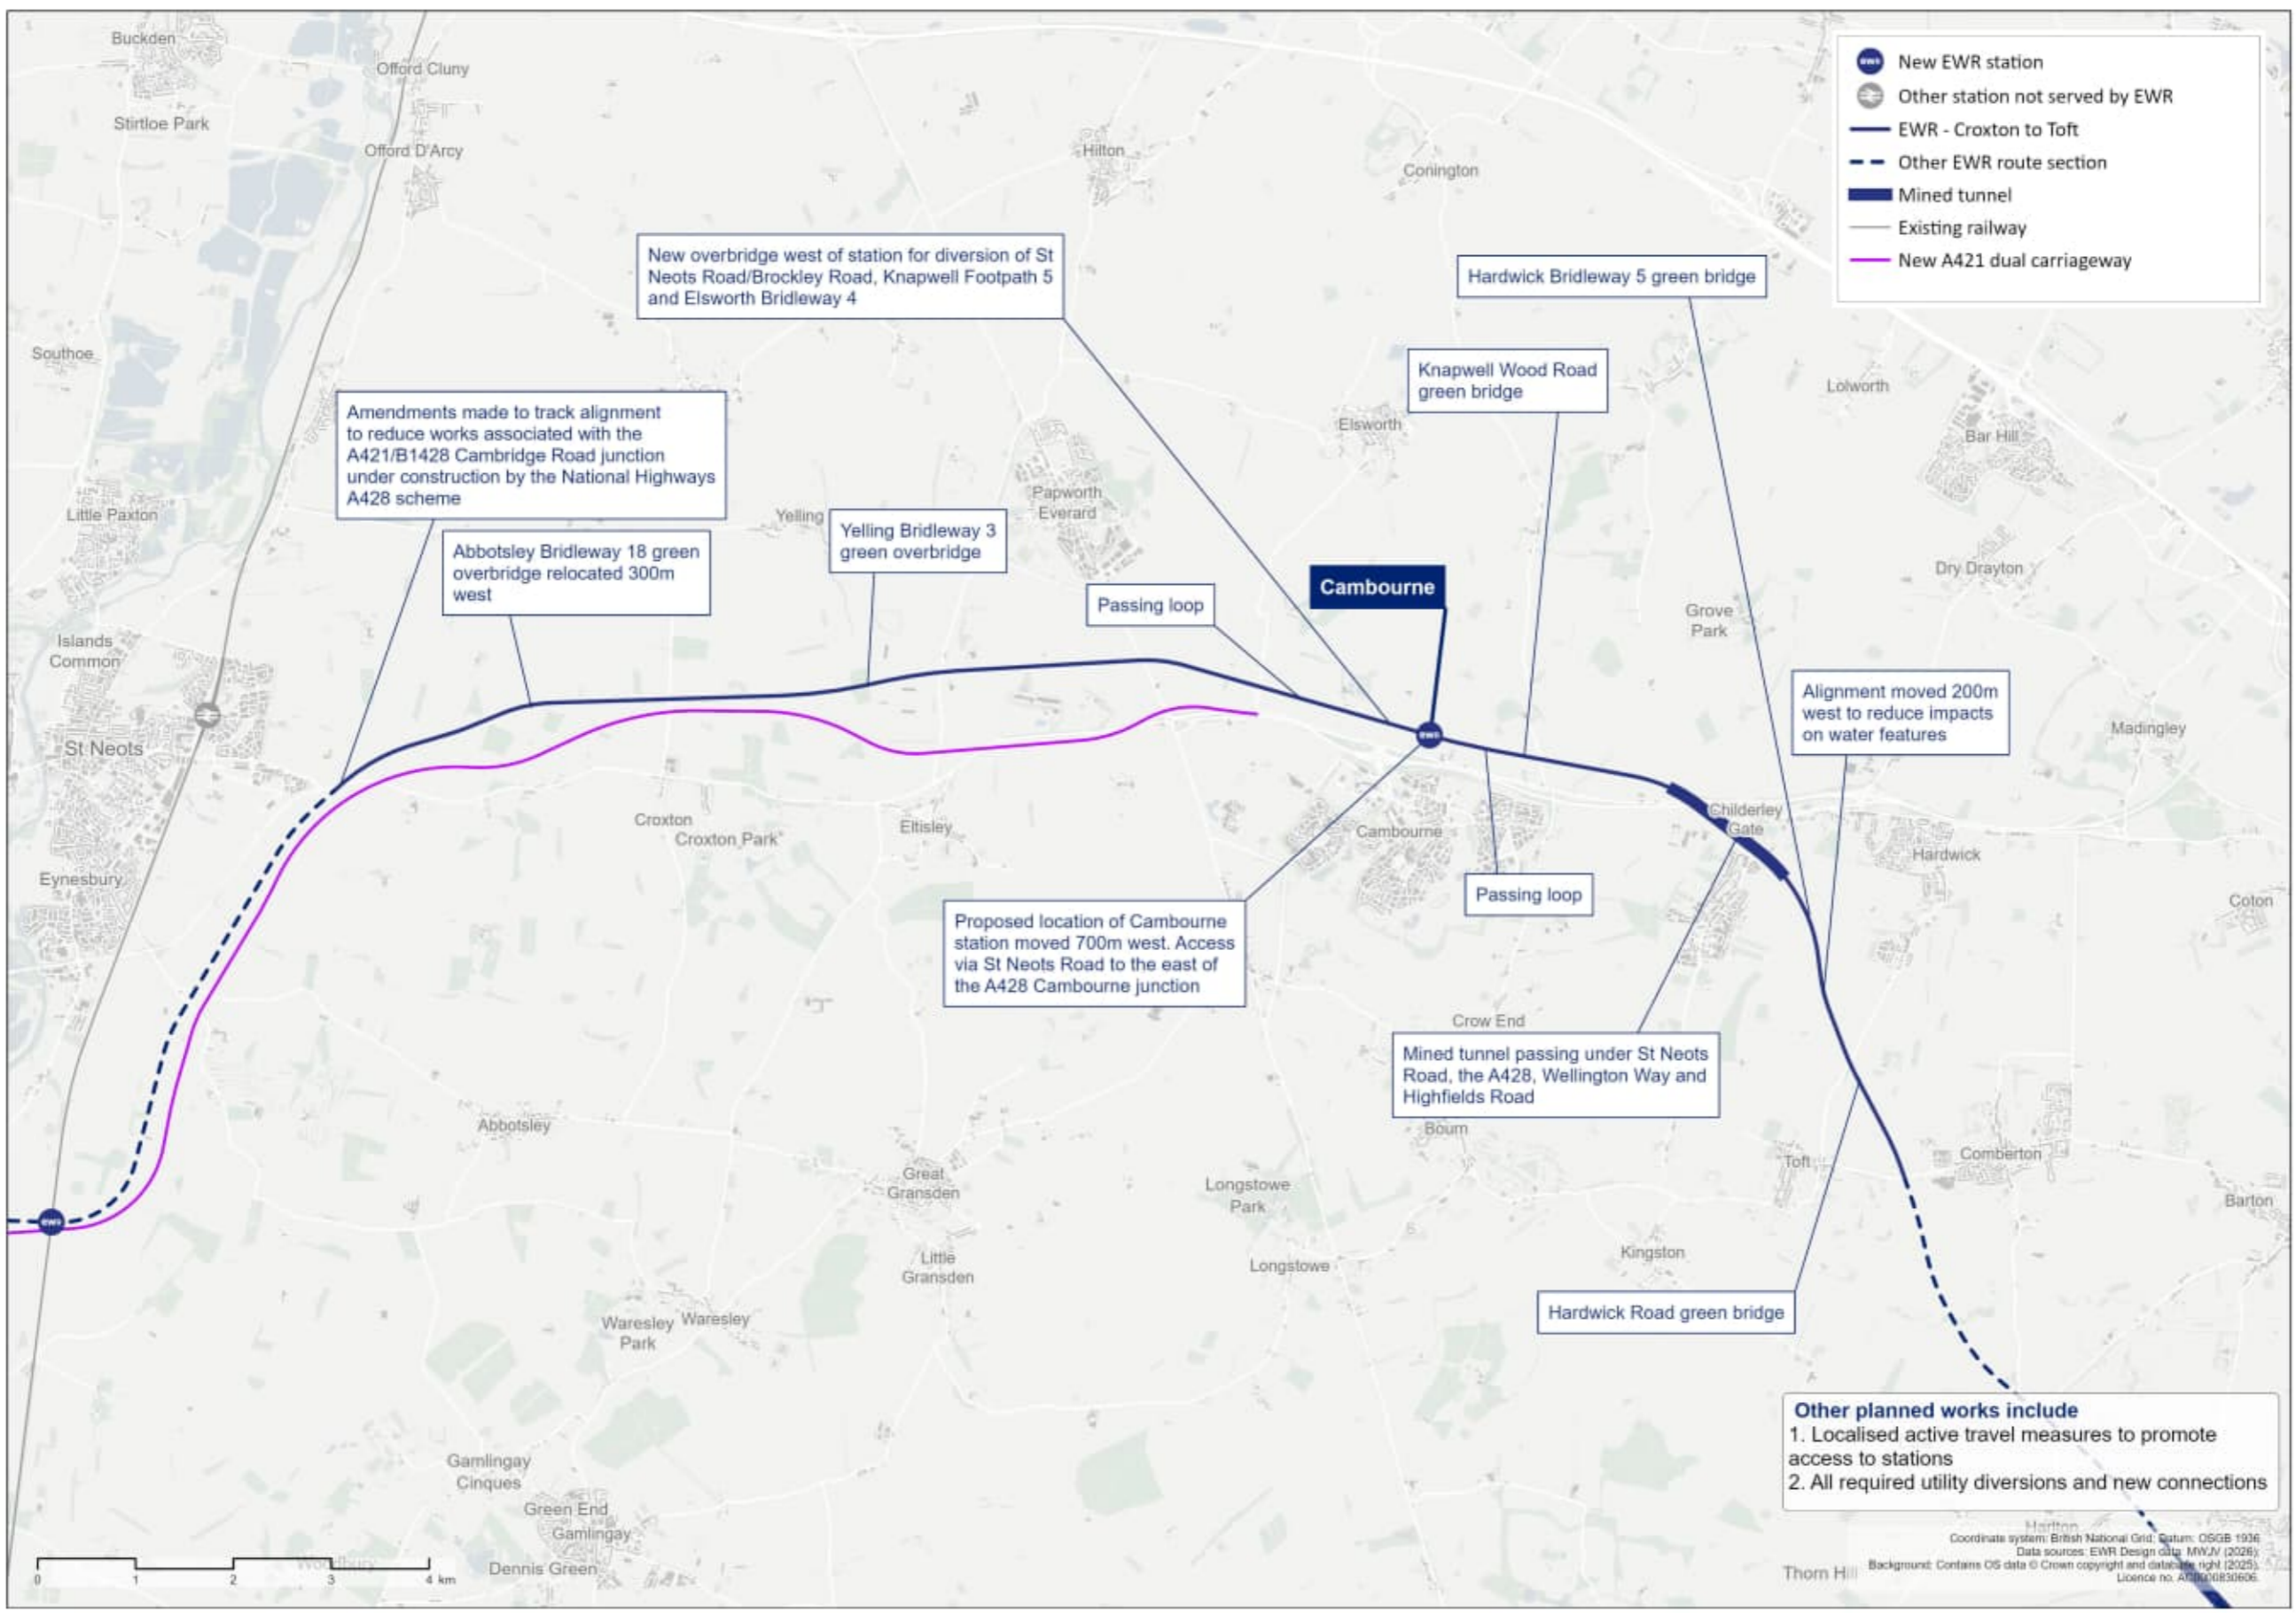 Buckden
Offord Cluny
Stirtloe Park
Offord D'Arcy
Hilton
Conington
New EWR station
Other station not served by EWR
EWR - Croxton to Toft
Other EWR route section
Mined tunnel
Existing railway
New A421 dual carriageway
New overbridge west of station for diversion of St
Neots Road/Brockley Road, Knapwell Footpath 5
and Elsworth Bridleway 4
Hardwick Bridleway 5 green bridge
Southoe
Knapwell Wood Road
green bridge
Lolworth
Amendments made to track alignment
to reduce works associated with the
A421/B1428 Cambridge Road junction
under construction by the National Highways
A428 scheme
Elsworth
Bar Hill
Papworth
Everard
Little Paxton
Yelling
Yelling Bridleway 3
green overbridge
Abbotsley Bridleway 18 green
overbridge relocated 300m
west
Passing loop
Cambourne
Dry Drayton
Grove
Park
Islands
Common
Alignment moved 200m
west to reduce impacts
on water features
Madingley
St Neots
ewr
Croxton
Croxton Park
Eltisley
Cambourne
Childerley
Gate
Hardwick
Eynesbury
Passing loop
Coton
Proposed location of Cambourne
station moved 700m west. Access
via St Neots Road to the east of
the A428 Cambourne junction
Crow End
Mined tunnel passing under St Neots
Road, the A428, Wellington Way and
Highfields Road
Abbotsley
Bourn
Great
Gransden
Longstowe
Park
Toft
Comberton
Barton
ewr
Little
Gransden
Longstowe
Kingston
Hardwick Road green bridge
Waresley
Park
Waresley
Other planned works include
1. Localised active travel measures to promote
access to stations
2. All required utility diversions and new connections
Gamlingay
Cinques
Green End
Gamlingay
Dennis Green
Woodbury
Harlton
Thorn Hill
0 1 2 3 4 km
Coordinate system: British National Grid; Datum: OSGB 1936
Data sources: EWR Design data: MWJV (2026);
Background: Contains OS data © Crown copyright and database right (2025).
Licence no.